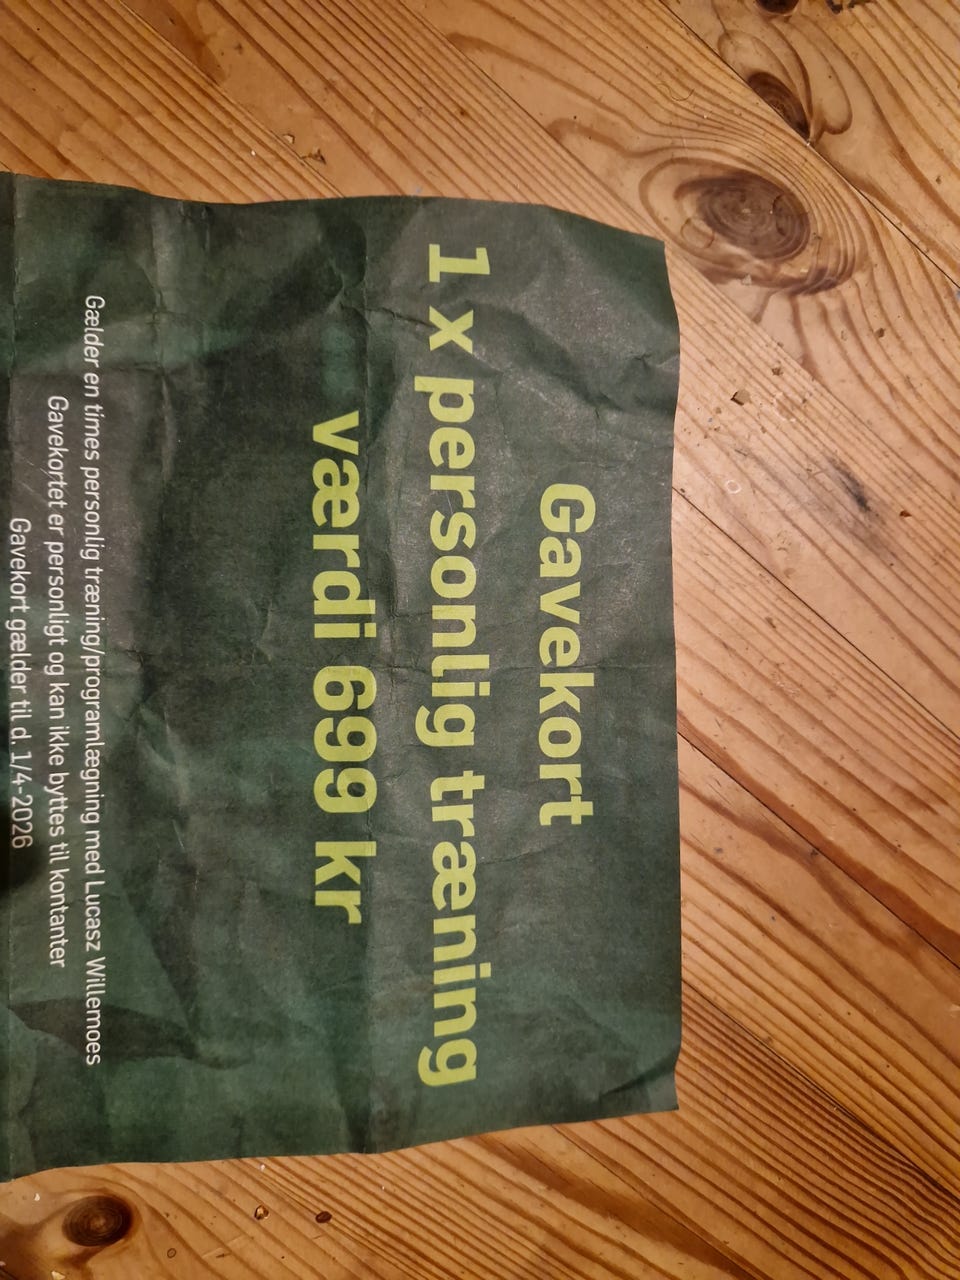 Gavekort
1 x personlig træning
værdi 699 kr
Gælder en times personlig træning/programlægning med Lucasz Willemoes
Gavekortet er personligt og kan ikke byttes til kontanter
Gavekort gælder til d. 1/4-2026